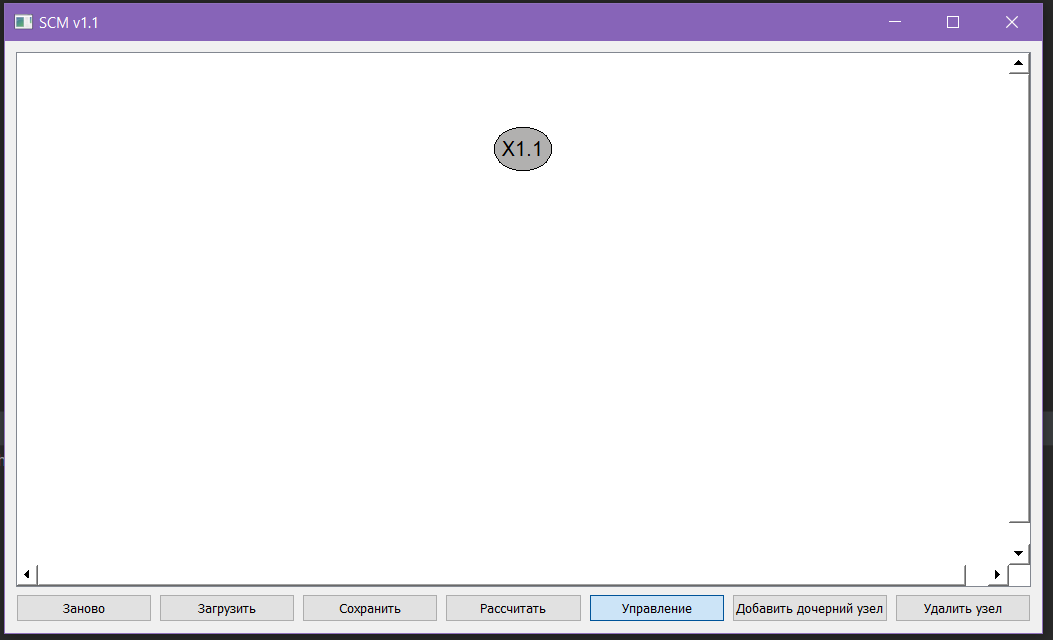 SCM v1.1
X1.1
Заново
Загрузить
Сохранить
Рассчитать
Управление
Добавить дочерний узел
Удалить узел